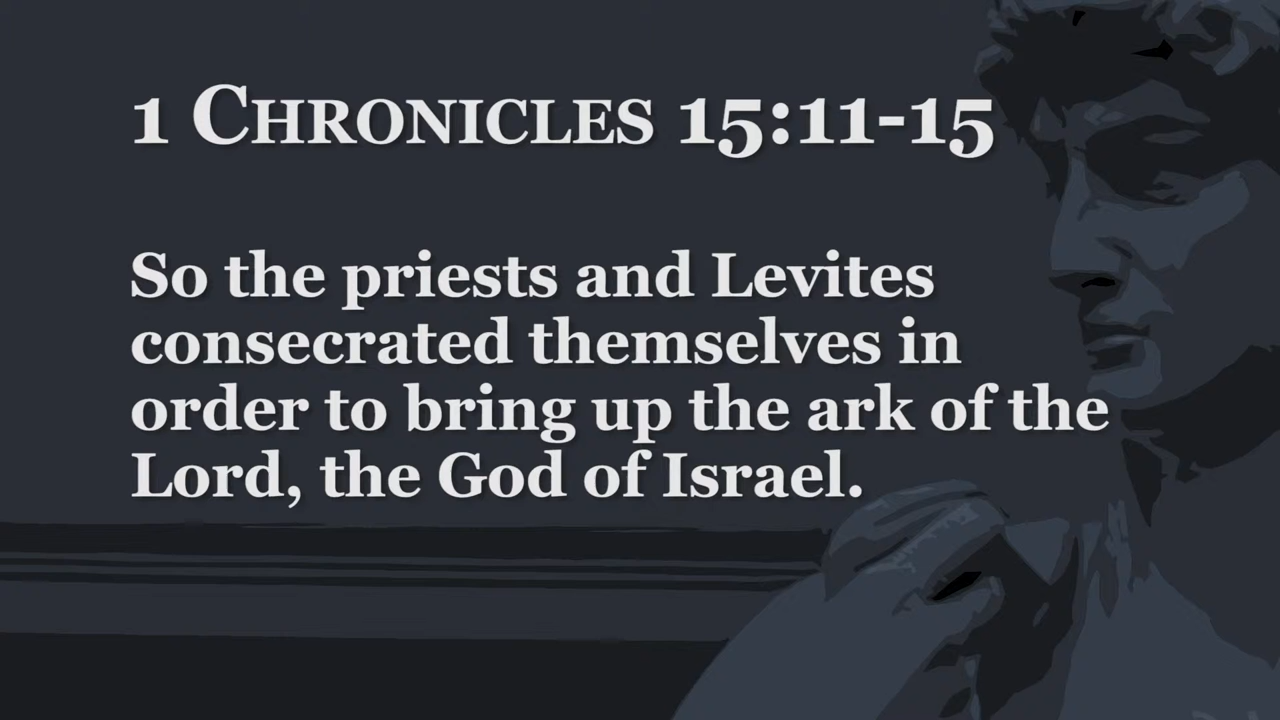 1 Chronicles 15:11-15
So the priests and Levites
consecrated themselves in
order to bring up the ark of the
Lord, the God of Israel.